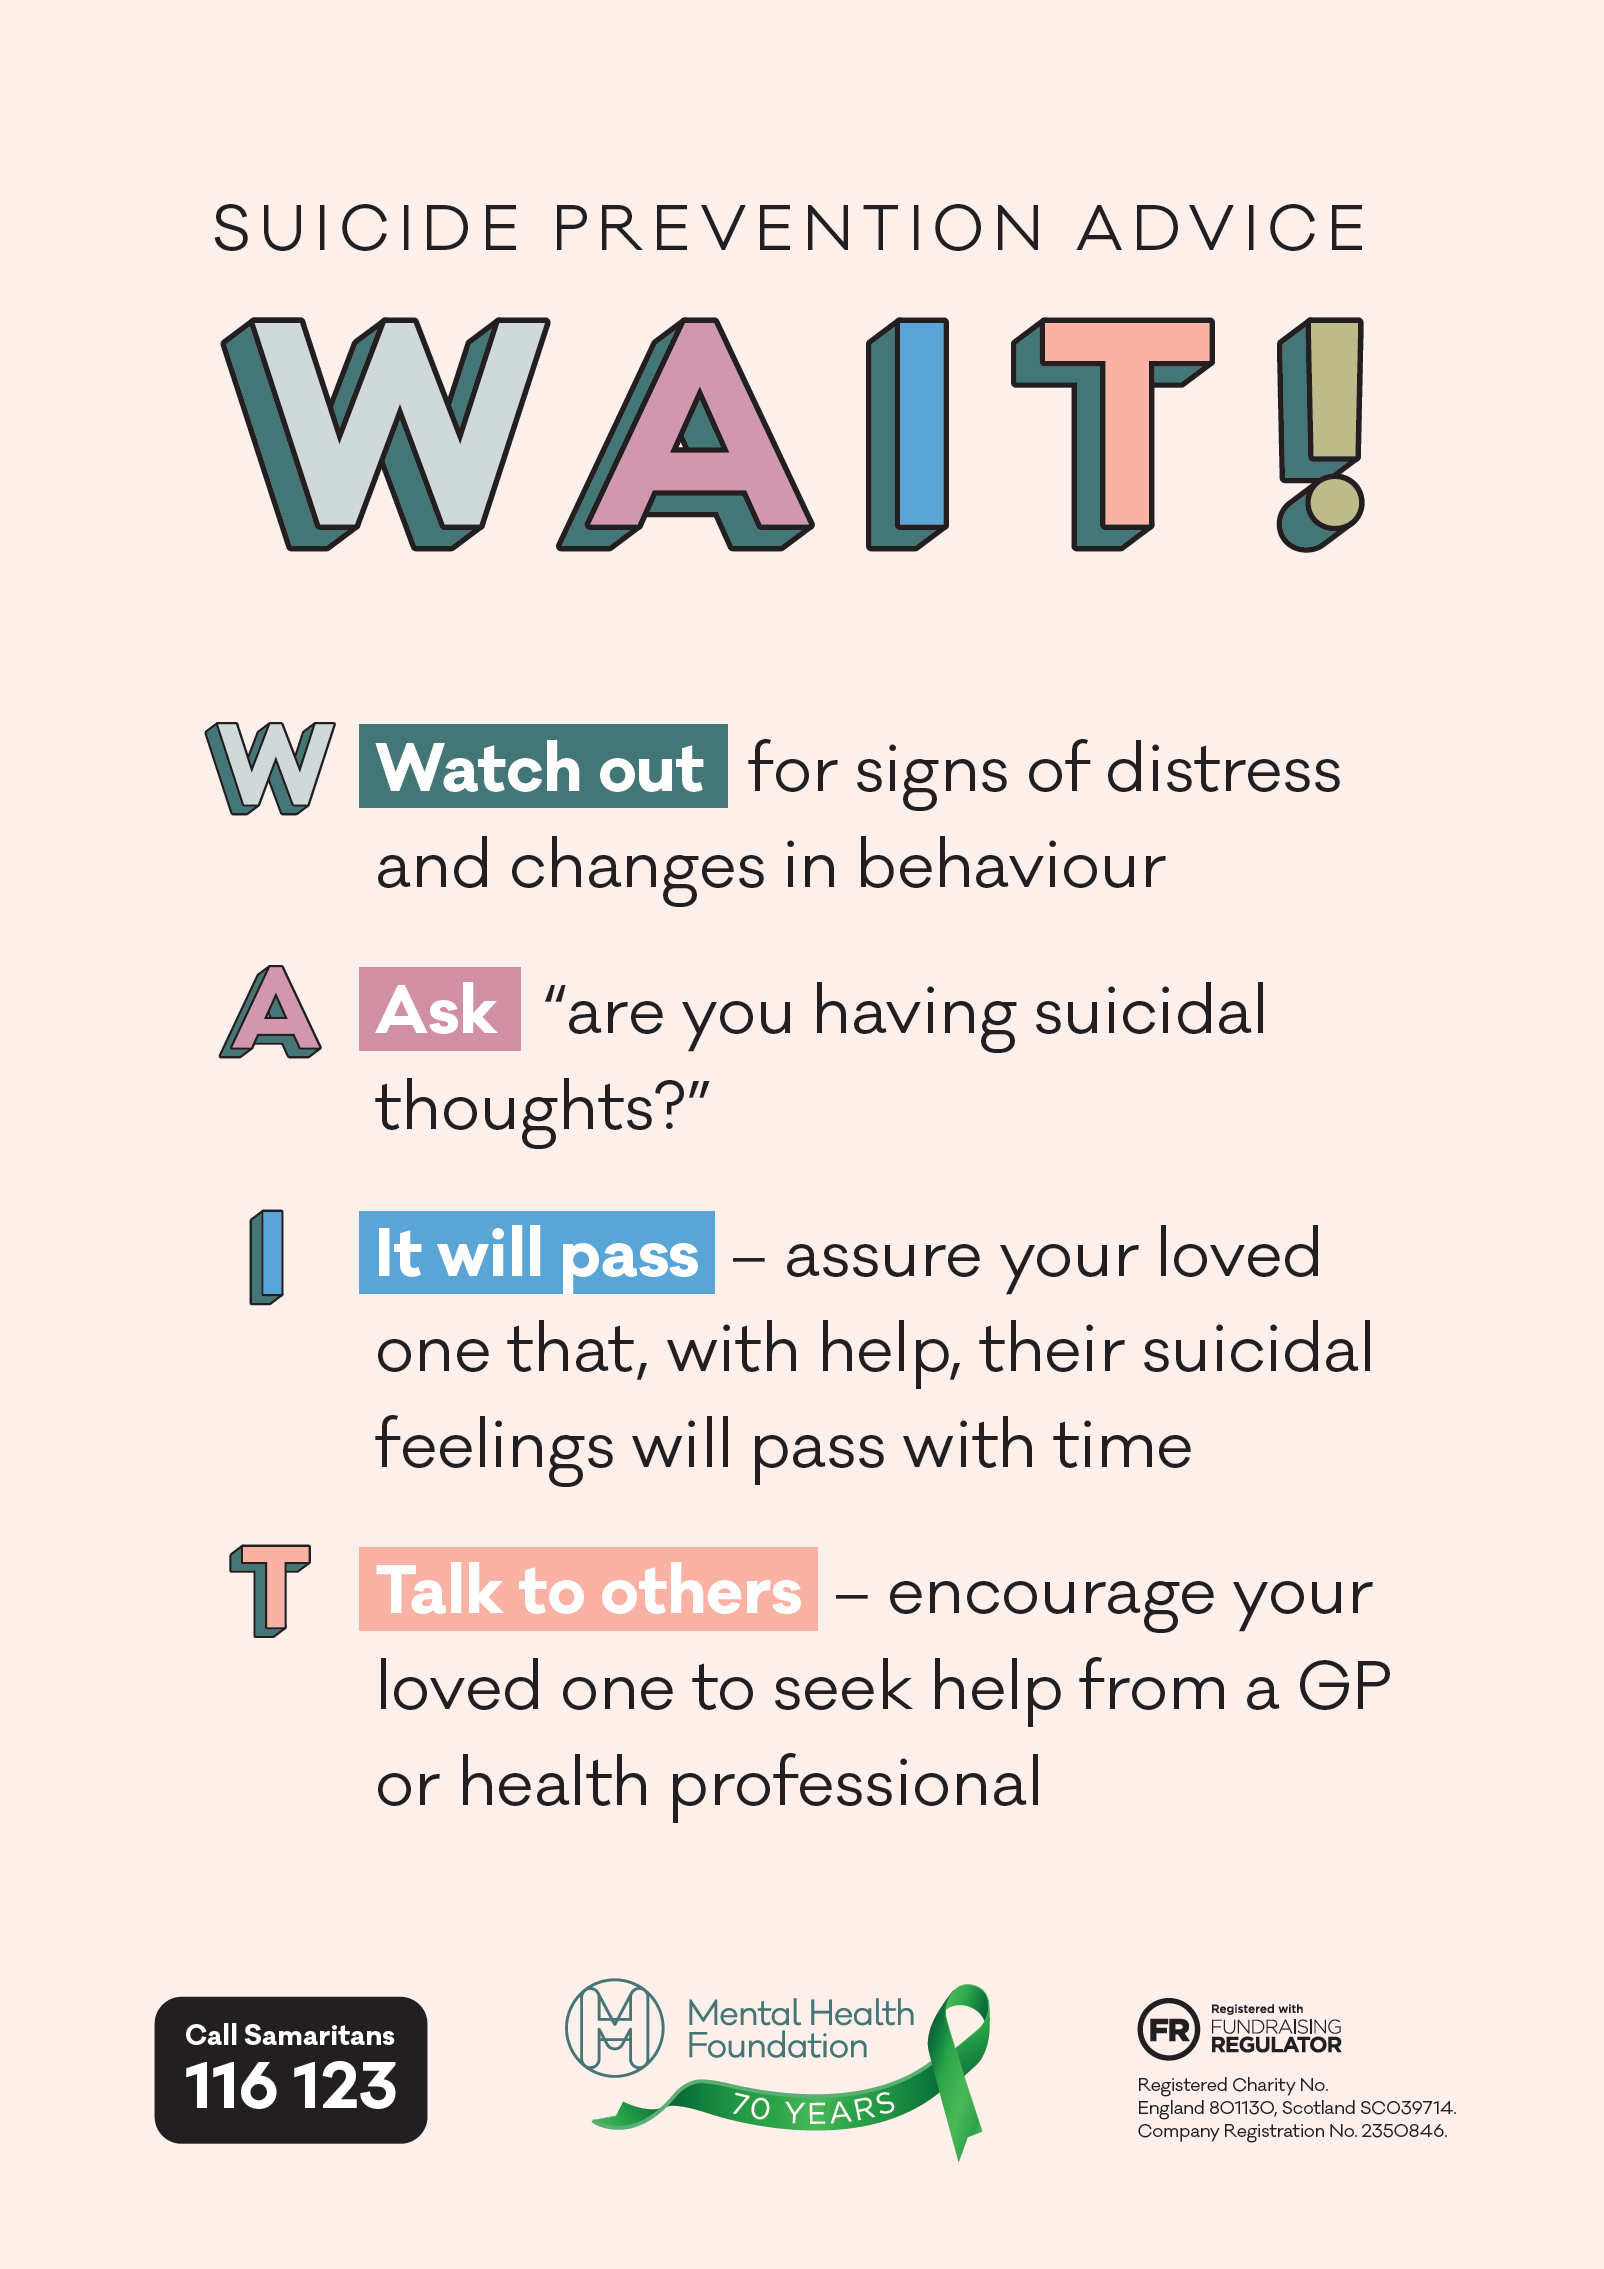 SUICIDE PREVENTION ADVICE
WAIT!
W Watch out for signs of distress
and changes in behaviour
A Ask “are you having suicidal
thoughts?”
I It will pass – assure your loved
one that, with help, their suicidal
feelings will pass with time
T Talk to others – encourage your
loved one to seek help from a GP
or health professional
Call Samaritans
116 123
Mental Health
Foundation
70 YEARS
FR
Registered with
FUNDRAISING
REGULATOR
Registered Charity No.
England 801130, Scotland SC039714.
Company Registration No. 2350846.